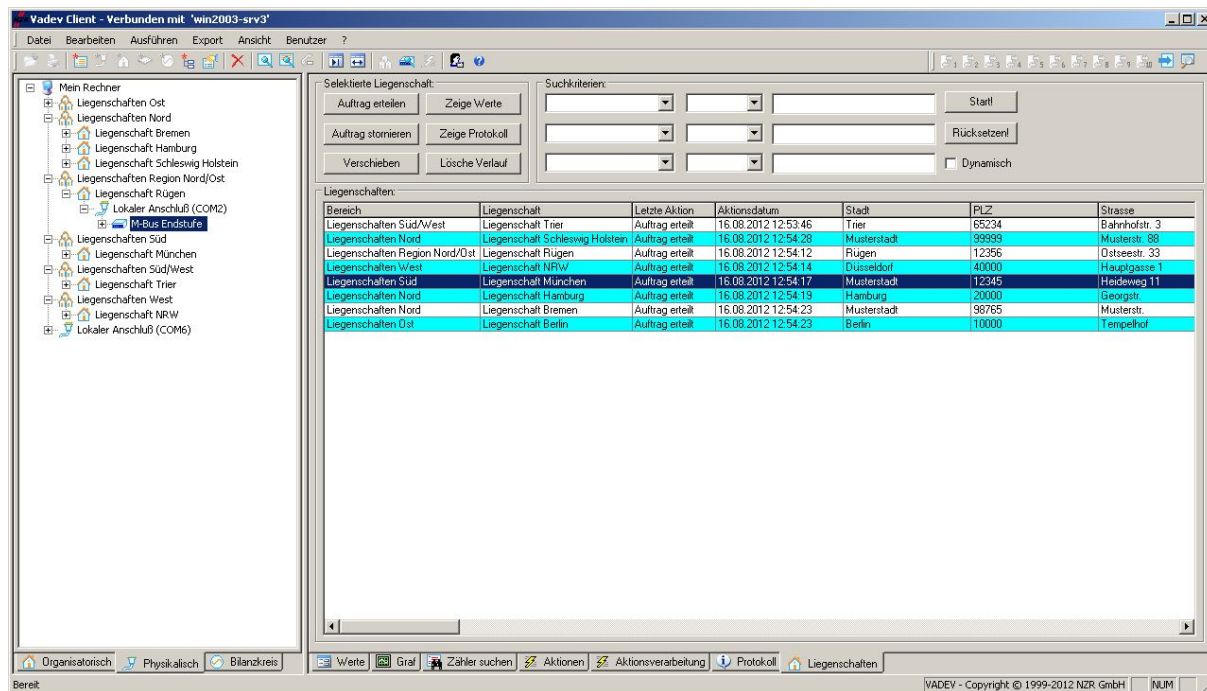 Vadev Client - Verbunden mit 'win2003-srv3'
Datei Bearbeiten Ausführen Export Ansicht Benutzer ?
Mein Rechner
Liegenschaften Ost
Liegenschaften Nord
Liegenschaft Bremen
Liegenschaft Hamburg
Liegenschaft Schleswig Holstein
Liegenschaften Region Nord/Ost
Liegenschaft Rügen
Lokaler Anschluß (COM2)
M-Bus Endstufe
Liegenschaften Süd
Liegenschaft München
Liegenschaften Süd/West
Liegenschaft Trier
Liegenschaften West
Liegenschaft NRW
Lokaler Anschluß (COM6)
Selektierte Liegenschaft:
Auftrag erteilen Zeige Werte
Auftrag stornieren Zeige Protokoll
Verschieben Lösche Verlauf
Suchkriterien:
Start!
Rücksetzen!
Dynamisch
Liegenschaften:
Bereich Liegenschaft Letzte Aktion Aktionsdatum Stadt PLZ Strasse
Liegenschaften Süd/West Liegenschaft Trier Auftrag erteilt 16.08.2012 12:53:46 Trier 65234 Bahnhofstr. 3
Liegenschaften Nord Liegenschaft Schleswig Holstein Auftrag erteilt 16.08.2012 12:54:28 Musterstadt 99999 Musterstr. 88
Liegenschaften Region Nord/Ost Liegenschaft Rügen Auftrag erteilt 16.08.2012 12:54:12 Rügen 12356 Ostseestr. 33
Liegenschaften West Liegenschaft NRW Auftrag erteilt 16.08.2012 12:54:14 Düsseldorf 40000 Hauptgasse 1
Liegenschaften Süd Liegenschaft München Auftrag erteilt 16.08.2012 12:54:17 Musterstadt 12345 Heideweg 11
Liegenschaften Nord Liegenschaft Hamburg Auftrag erteilt 16.08.2012 12:54:19 Hamburg 20000 Georgstr.
Liegenschaften Nord Liegenschaft Bremen Auftrag erteilt 16.08.2012 12:54:23 Musterstadt 98765 Musterstr.
Liegenschaften Ost Liegenschaft Berlin Auftrag erteilt 16.08.2012 12:54:23 Berlin 10000 Tempelhof
Organisatorisch Physikalisch Bilanzkreis
Werte Graf Zähler suchen Aktionen Aktionsverarbeitung Protokoll Liegenschaften
Bereit VADEV - Copyright © 1999-2012 NZR GmbH NUM